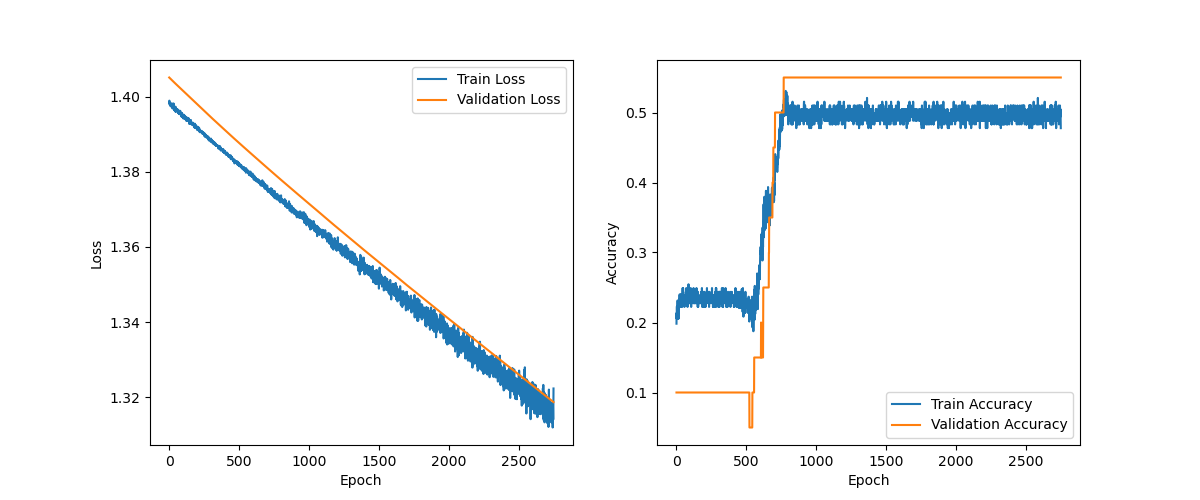 Train Loss
Validation Loss
1.40
1.38
1.36
1.34
1.32
Loss
0
500
1000
1500
2000
2500
Epoch
0.5
0.4
0.3
0.2
0.1
Accuracy
Train Accuracy
Validation Accuracy
0
500
1000
1500
2000
2500
Epoch